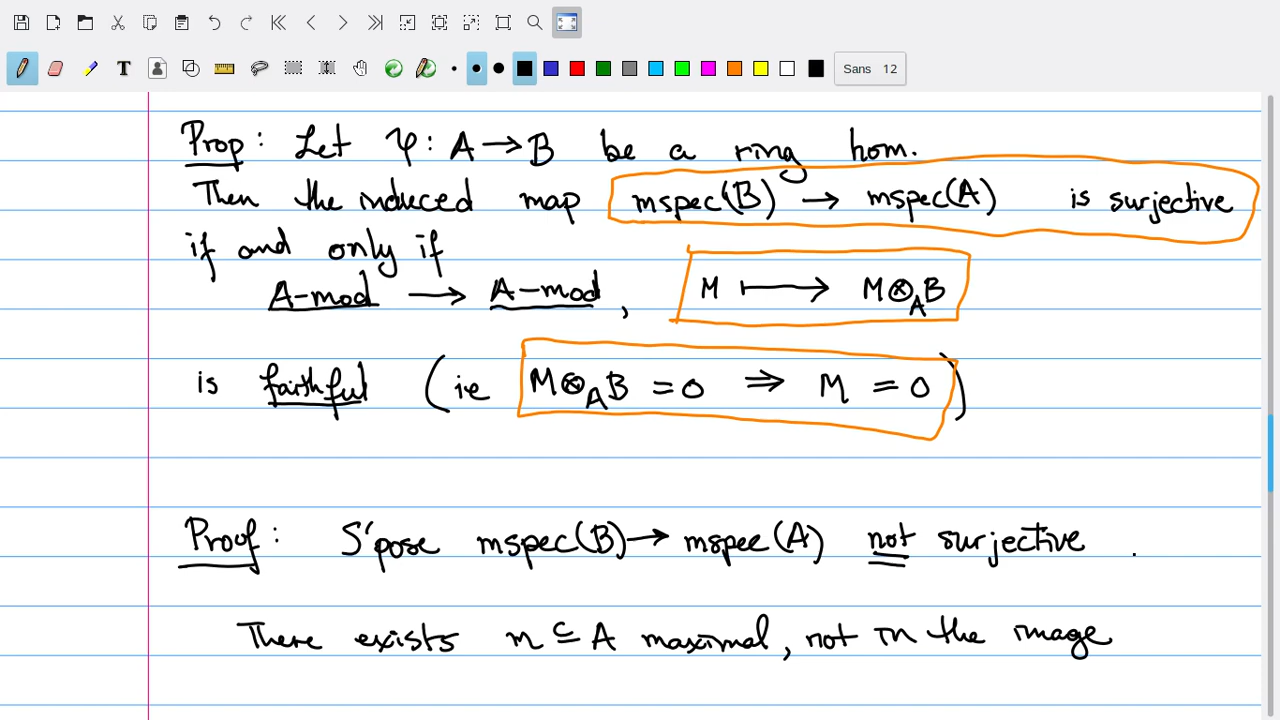 Sans 12
Prop: Let φ: A → B be a ring hom.
Then the induced map mspec(B) → mspec(A) is surjective
if and only if
A-mod → A-mod, M ↦ M⊗_A B
is faithful (ie M⊗_A B = 0 ⇒ M = 0)
Proof: S'pose mspec(B) → mspec(A) not surjective.
There exists m ⊆ A maximal, not in the image